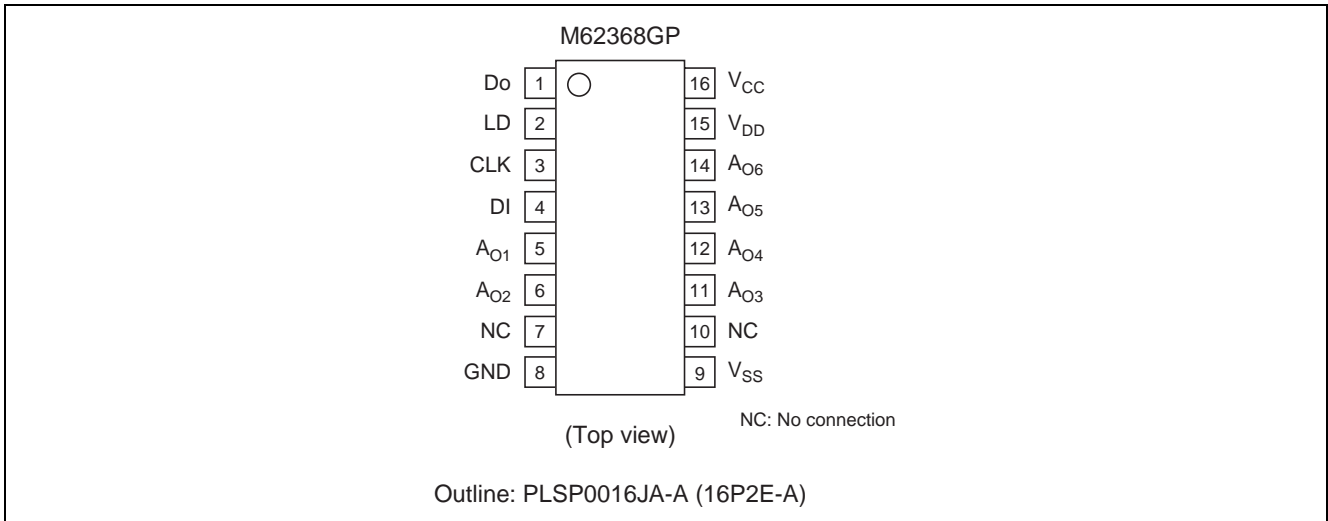 M62368GP
Do 1 16 VCC
LD 2 15 VDD
CLK 3 14 AO6
DI 4 13 AO5
AO1 5 12 AO4
AO2 6 11 AO3
NC 7 10 NC
GND 8 9 VSS
NC: No connection
(Top view)
Outline: PLSP0016JA-A (16P2E-A)